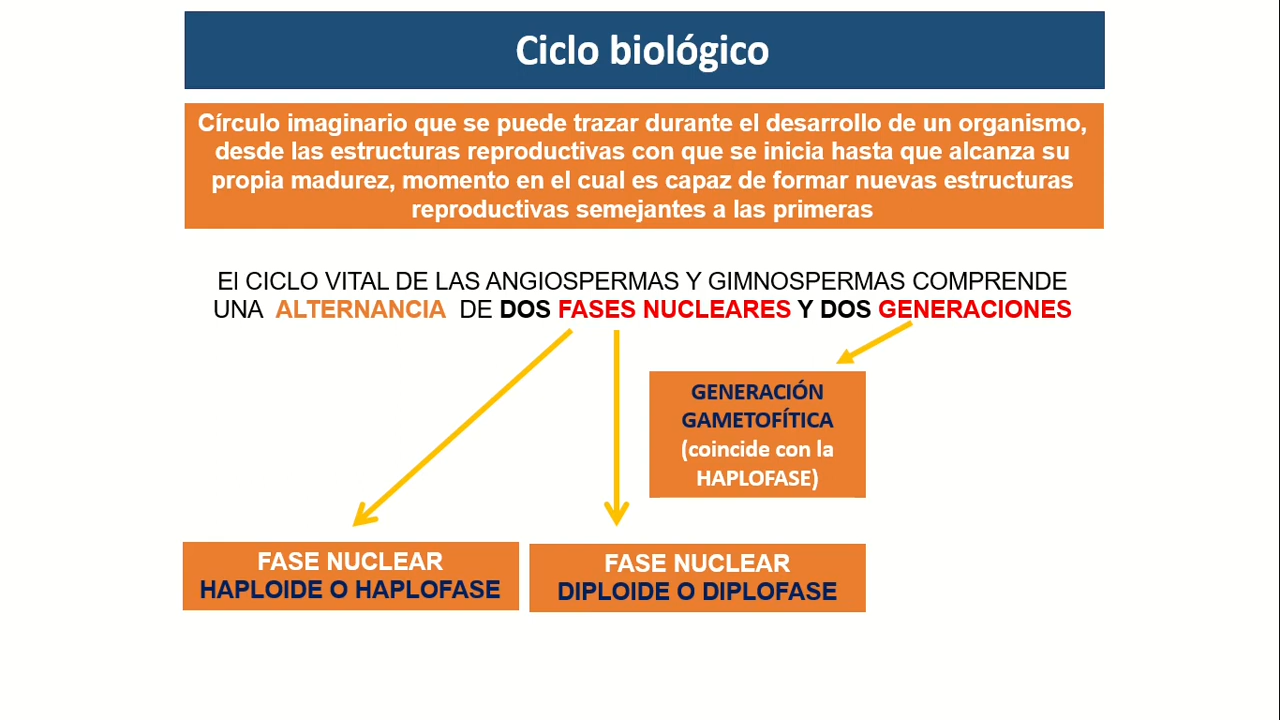 Ciclo biológico
Círculo imaginario que se puede trazar durante el desarrollo de un organismo,
desde las estructuras reproductivas con que se inicia hasta que alcanza su
propia madurez, momento en el cual es capaz de formar nuevas estructuras
reproductivas semejantes a las primeras
El CICLO VITAL DE LAS ANGIOSPERMAS Y GIMNOSPERMAS COMPRENDE
UNA ALTERNANCIA DE DOS FASES NUCLEARES Y DOS GENERACIONES
GENERACIÓN
GAMETOFÍTICA
(coincide con la
HAPLOFASE)
FASE NUCLEAR
HAPLOIDE O HAPLOFASE
FASE NUCLEAR
DIPLOIDE O DIPLOFASE